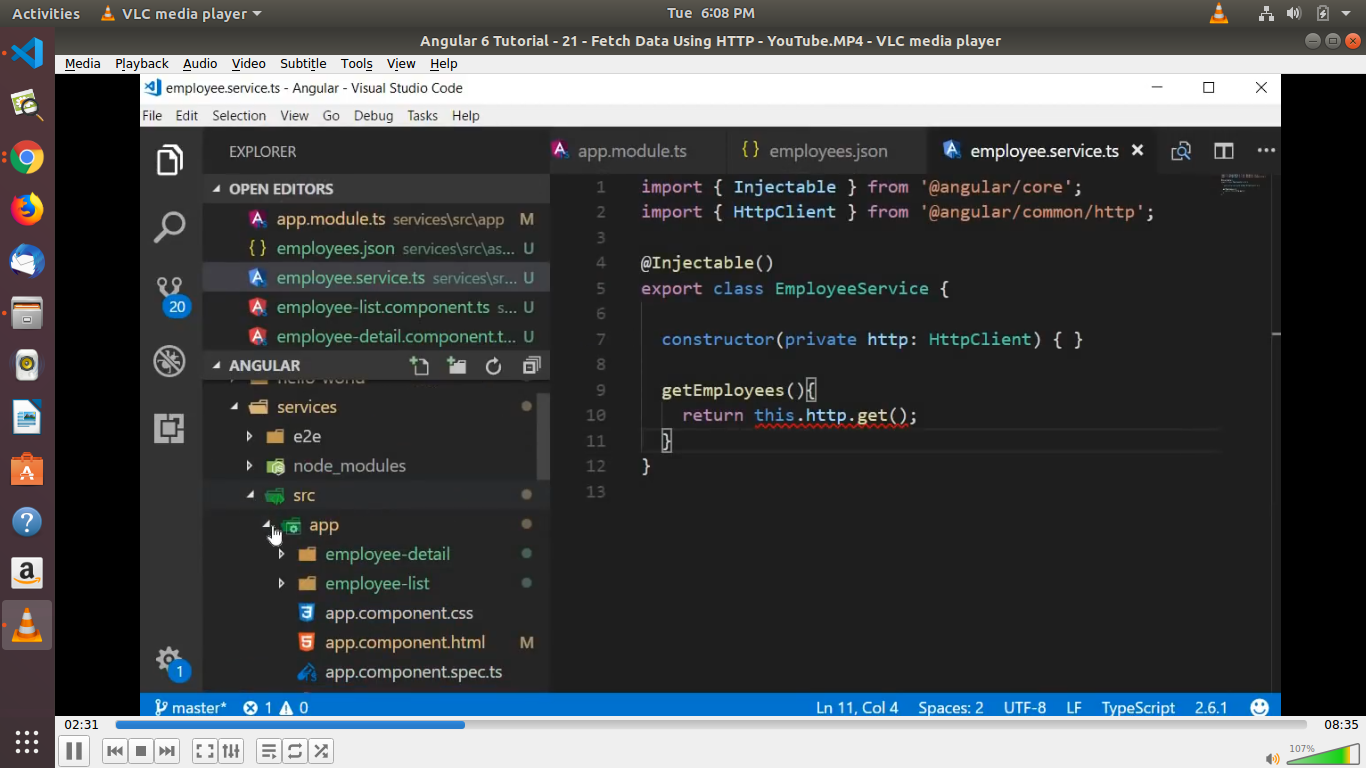 Activities VLC media player Tue 6:08 PM
Angular 6 Tutorial - 21 - Fetch Data Using HTTP - YouTube.MP4 - VLC media player
Media Playback Audio Video Subtitle Tools View Help
employee.service.ts - Angular - Visual Studio Code
File Edit Selection View Go Debug Tasks Help
EXPLORER
OPEN EDITORS
app.module.ts services\src\app M
employees.json services\src\as... U
employee.service.ts services\sr... U
employee-list.component.ts s... U
employee-detail.component.t... U
20
ANGULAR
hello-world
services
e2e
node_modules
src
app
employee-detail
employee-list
app.component.css
app.component.html M
app.component.spec.ts
1
app.module.ts employees.json employee.service.ts
1 import { Injectable } from '@angular/core';
2 import { HttpClient } from '@angular/common/http';
3
4 @Injectable()
5 export class EmployeeService {
6
7 constructor(private http: HttpClient) { }
8
9 getEmployees(){
10 return this.http.get();
11 }
12 }
13
master* 1 0 Ln 11, Col 4 Spaces: 2 UTF-8 LF TypeScript 2.6.1
02:31 08:35
107%